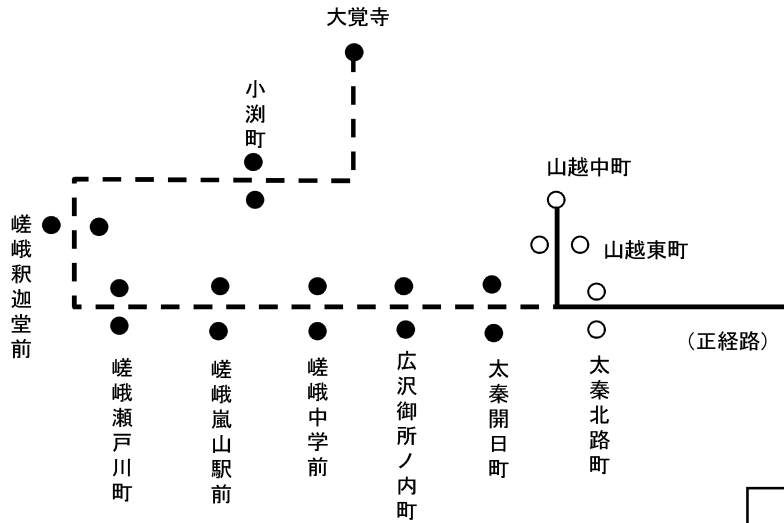 大覚寺
小渕町
山越中町
山越東町
嵯峨釈迦堂前
(正経路)
嵯峨瀬戸川町
嵯峨嵐山駅前
嵯峨中学前
広沢御所ノ内町
太秦開日町
太秦北路町